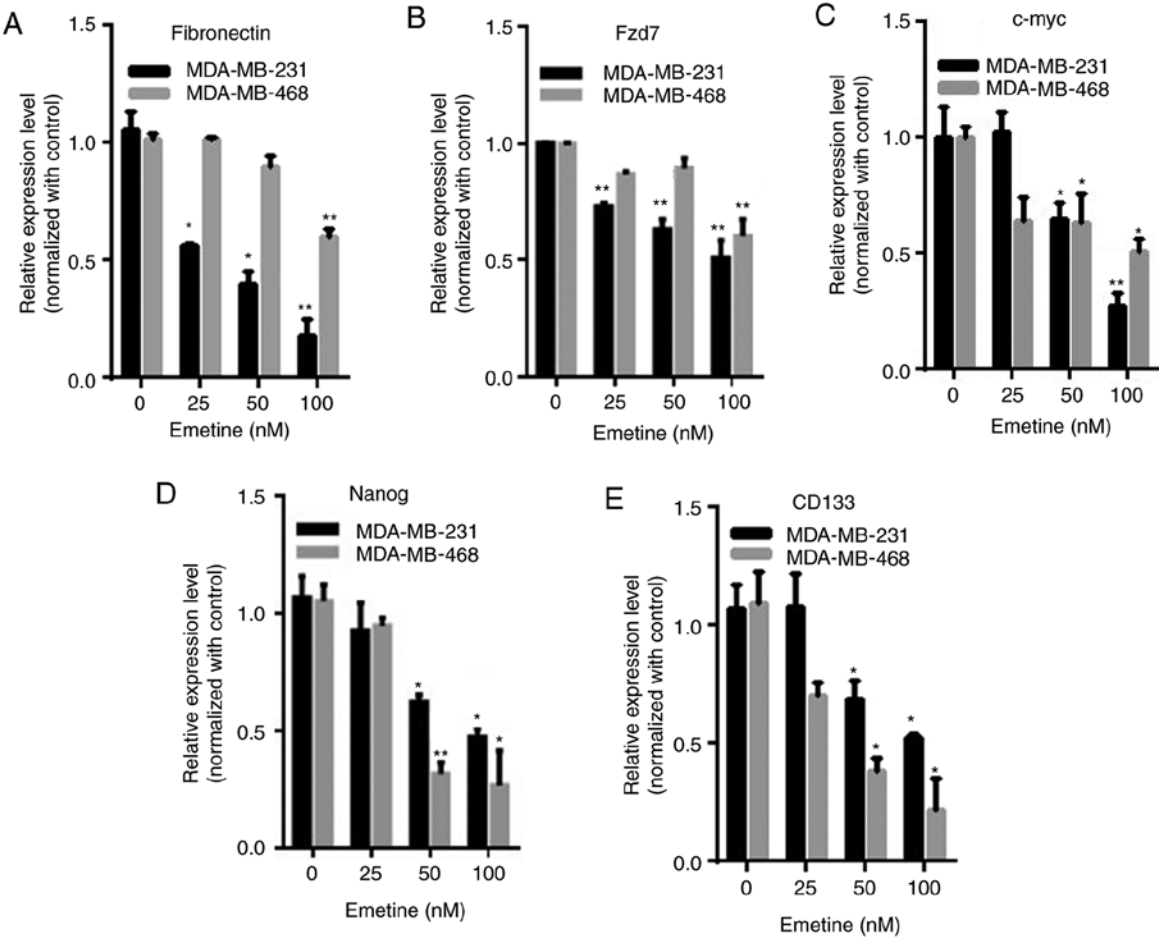 A
Fibronectin
MDA-MB-231
MDA-MB-468
Relative expression level
(normalized with control)
1.5
1.0
0.5
0.0
*
*
**
**
0 25 50 100
Emetine (nM)
B
Fzd7
MDA-MB-231
MDA-MB-468
Relative expression level
(normalized with control)
1.5
1.0
0.5
0.0
**
**
**
**
0 25 50 100
Emetine (nM)
C
c-myc
MDA-MB-231
MDA-MB-468
Relative expression level
(normalized with control)
1.5
1.0
0.5
0.0
*
*
**
*
0 25 50 100
Emetine (nM)
D
Nanog
MDA-MB-231
MDA-MB-468
Relative expression level
(normalized with control)
1.5
1.0
0.5
0.0
*
**
*
*
0 25 50 100
Emetine (nM)
E
CD133
MDA-MB-231
MDA-MB-468
Relative expression level
(normalized with control)
1.5
1.0
0.5
0.0
*
*
*
*
0 25 50 100
Emetine (nM)